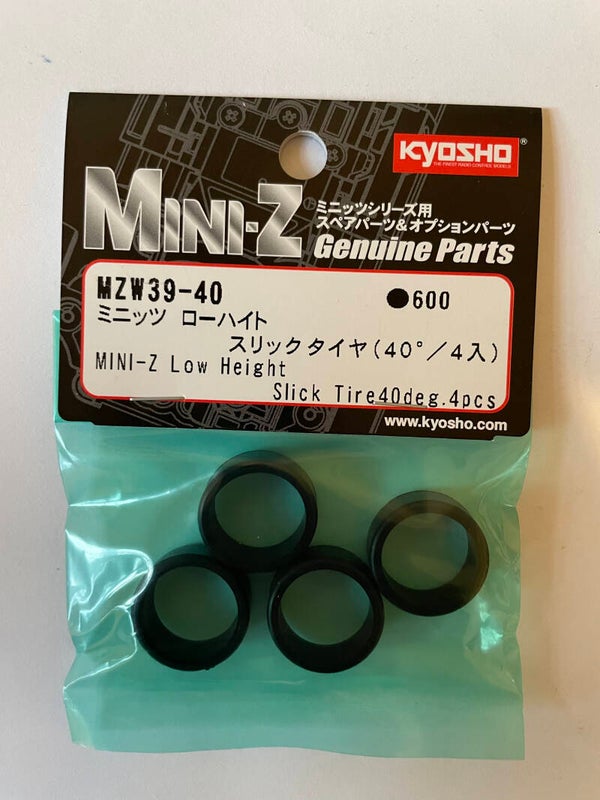 KYOSHO®
THE FINEST RADIO CONTROL MODELS
MINI-Z
ミニッツシリーズ用
スペアパーツ&オプションパーツ
Genuine Parts
MZW39-40 ●600
ミニッツ ローハイト
スリックタイヤ(40°/4入)
MINI-Z Low Height
Slick Tire40deg.4pcs
www.kyosho.com